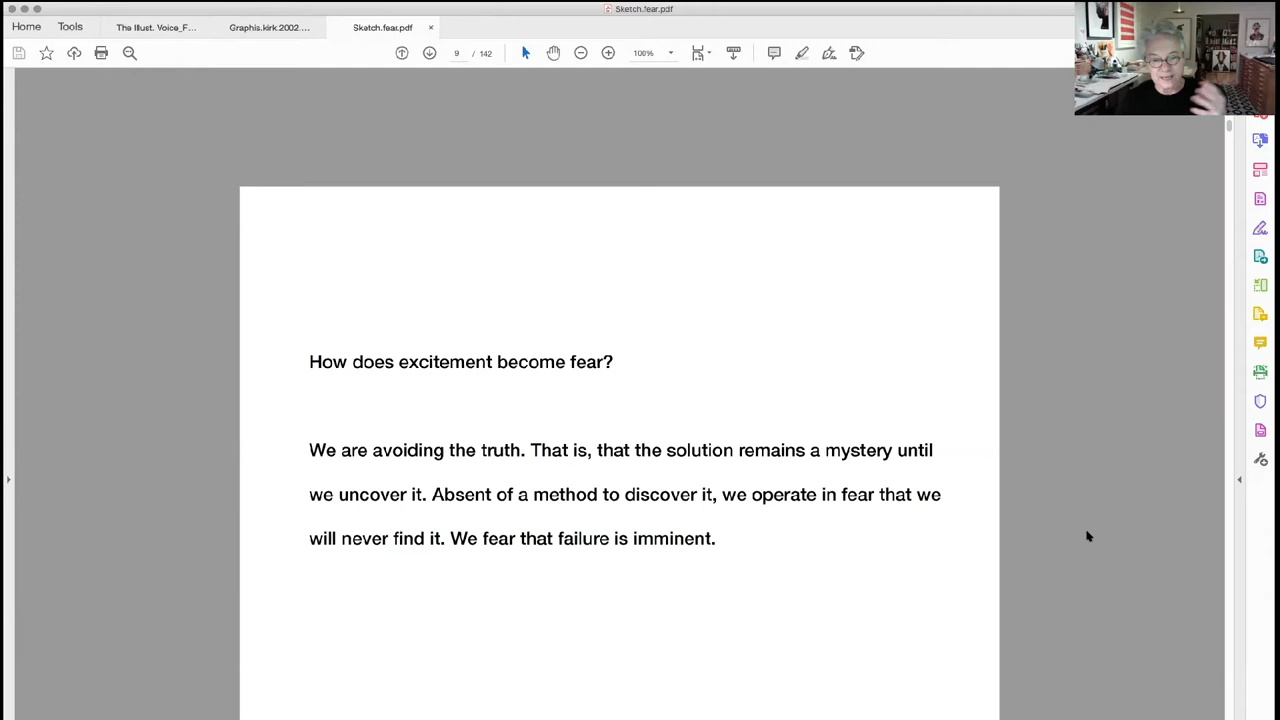 Sketch.fear.pdf
Home Tools The Illust. Voice_F... Graphis.kirk.2002.... Sketch.fear.pdf ×
9 / 142 100%
How does excitement become fear?
We are avoiding the truth. That is, that the solution remains a mystery until
we uncover it. Absent of a method to discover it, we operate in fear that we
will never find it. We fear that failure is imminent.